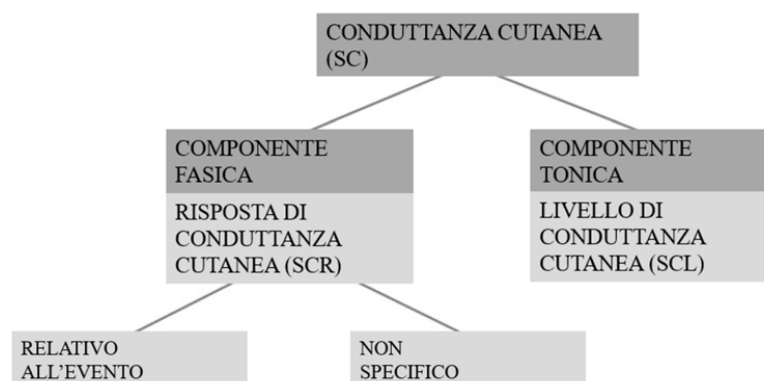 CONDUTTANZA CUTANEA
(SC)
COMPONENTE
FASICA
RISPOSTA DI
CONDUTTANZA
CUTANEA (SCR)
COMPONENTE
TONICA
LIVELLO DI
CONDUTTANZA
CUTANEA (SCL)
RELATIVO
ALL’EVENTO
NON
SPECIFICO